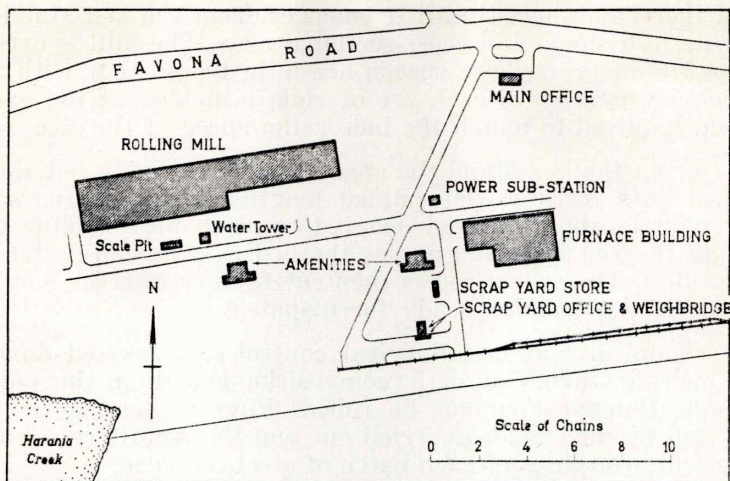 FAVONA ROAD
MAIN OFFICE
ROLLING MILL
POWER SUB-STATION
Water Tower
Scale Pit
FURNACE BUILDING
AMENITIES
SCRAP YARD STORE
SCRAP YARD OFFICE & WEIGHBRIDGE
N
Harania
Creek
Scale of Chains
0 2 4 6 8 10